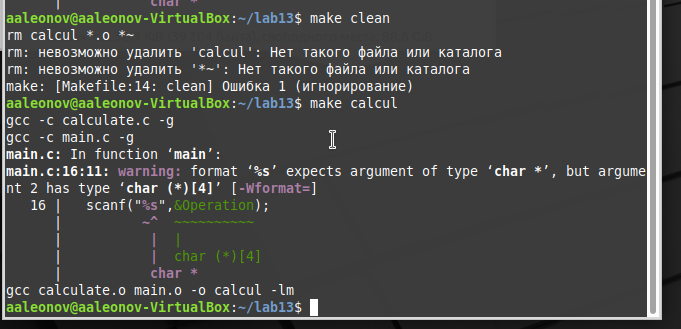 char *
aaleonov@aaleonov-VirtualBox:~/lab13$ make clean
rm calcul *.o *~
rm: невозможно удалить 'calcul': Нет такого файла или каталога
rm: невозможно удалить '*~': Нет такого файла или каталога
make: [Makefile:14: clean] Ошибка 1 (игнорирование)
aaleonov@aaleonov-VirtualBox:~/lab13$ make calcul
gcc -c calculate.c -g
gcc -c main.c -g
main.c: In function ‘main’:
main.c:16:11: warning: format ‘%s’ expects argument of type ‘char *’, but argume
nt 2 has type ‘char (*)[4]’ [-Wformat=]
   16 |   scanf("%s",&Operation);
      |          ~^  ~~~~~~~~~~
      |           |  |
      |           |  char (*)[4]
      |           char *
gcc calculate.o main.o -o calcul -lm
aaleonov@aaleonov-VirtualBox:~/lab13$